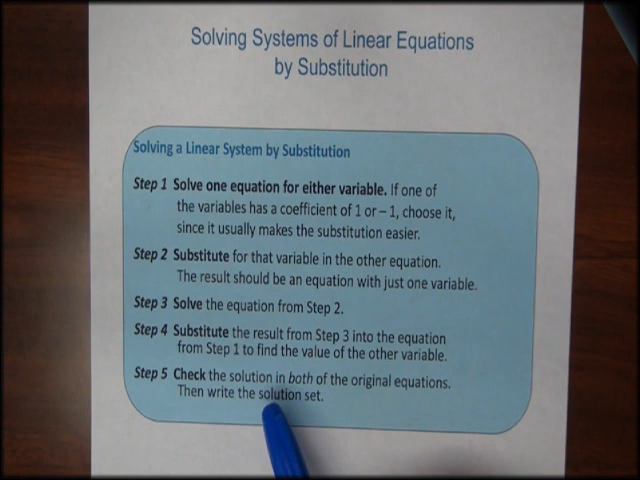 Solving Systems of Linear Equations
by Substitution
Solving a Linear System by Substitution
Step 1 Solve one equation for either variable. If one of
the variables has a coefficient of 1 or – 1, choose it,
since it usually makes the substitution easier.
Step 2 Substitute for that variable in the other equation.
The result should be an equation with just one variable.
Step 3 Solve the equation from Step 2.
Step 4 Substitute the result from Step 3 into the equation
from Step 1 to find the value of the other variable.
Step 5 Check the solution in both of the original equations.
Then write the solution set.